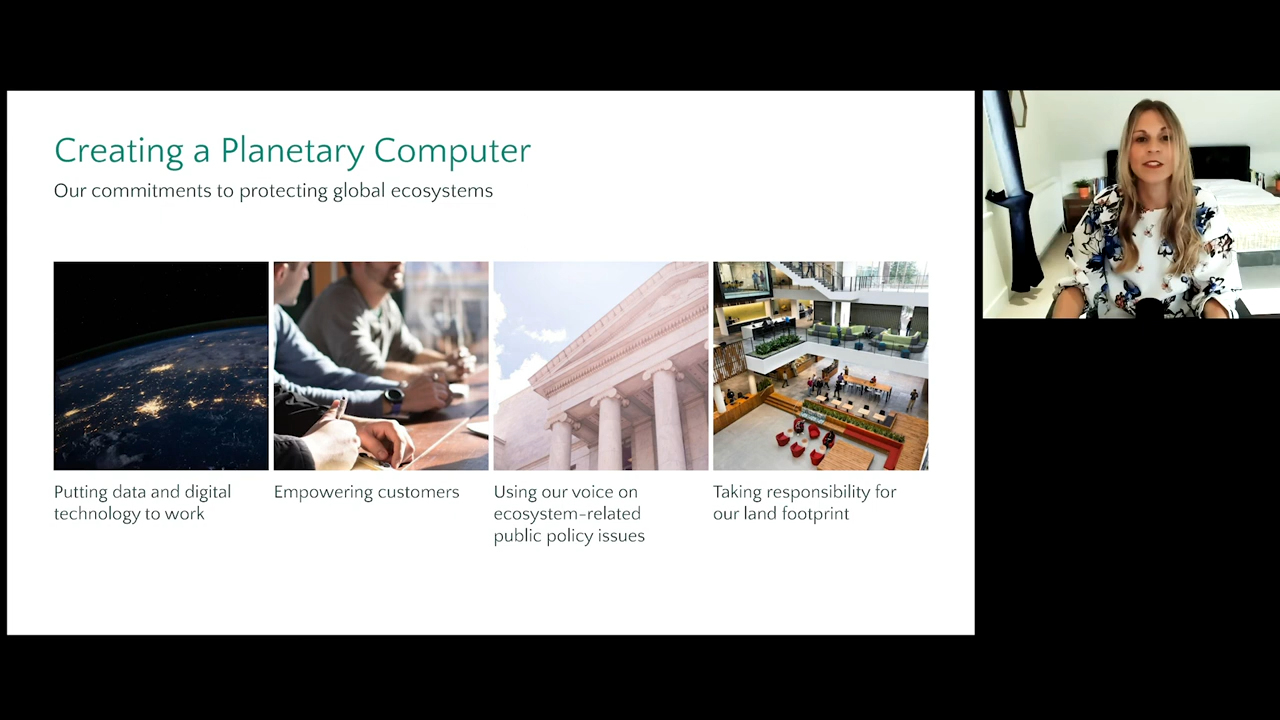 Creating a Planetary Computer
Our commitments to protecting global ecosystems
Putting data and digital
technology to work
Empowering customers
Using our voice on
ecosystem-related
public policy issues
Taking responsibility for
our land footprint